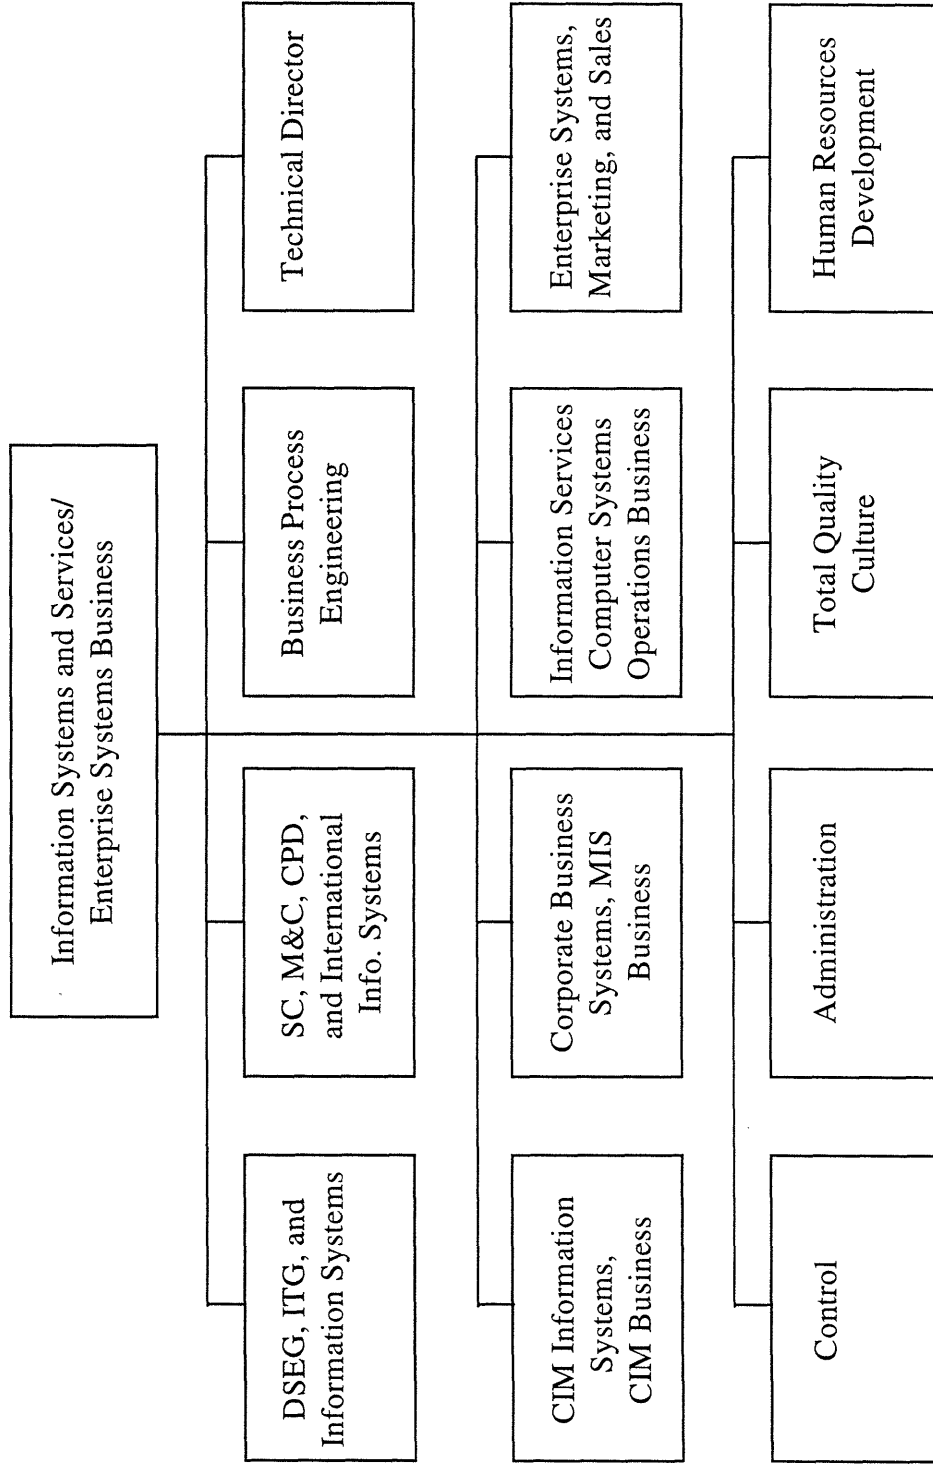 Information Systems and Services/
Enterprise Systems Business
DSEG, ITG, and
Information Systems
SC, M&C, CPD,
and International
Info. Systems
Business Process
Engineering
Technical Director
CIM Information
Systems,
CIM Business
Corporate Business
Systems, MIS
Business
Information Services
Computer Systems
Operations Business
Enterprise Systems,
Marketing, and Sales
Control
Administration
Total Quality
Culture
Human Resources
Development